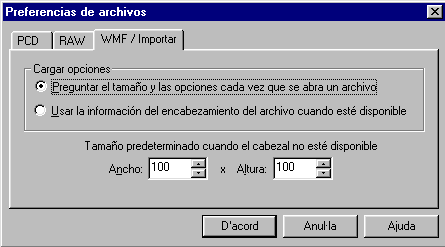 Preferencias de archivos
PCD RAW WMF / Importar
Cargar opciones
Preguntar el tamaño y las opciones cada vez que se abra un archivo
Usar la información del encabezamiento del archivo cuando esté disponible
Tamaño predeterminado cuando el cabezal no esté disponible
Ancho: 100 x Altura: 100
D'acord Anul·la Ajuda